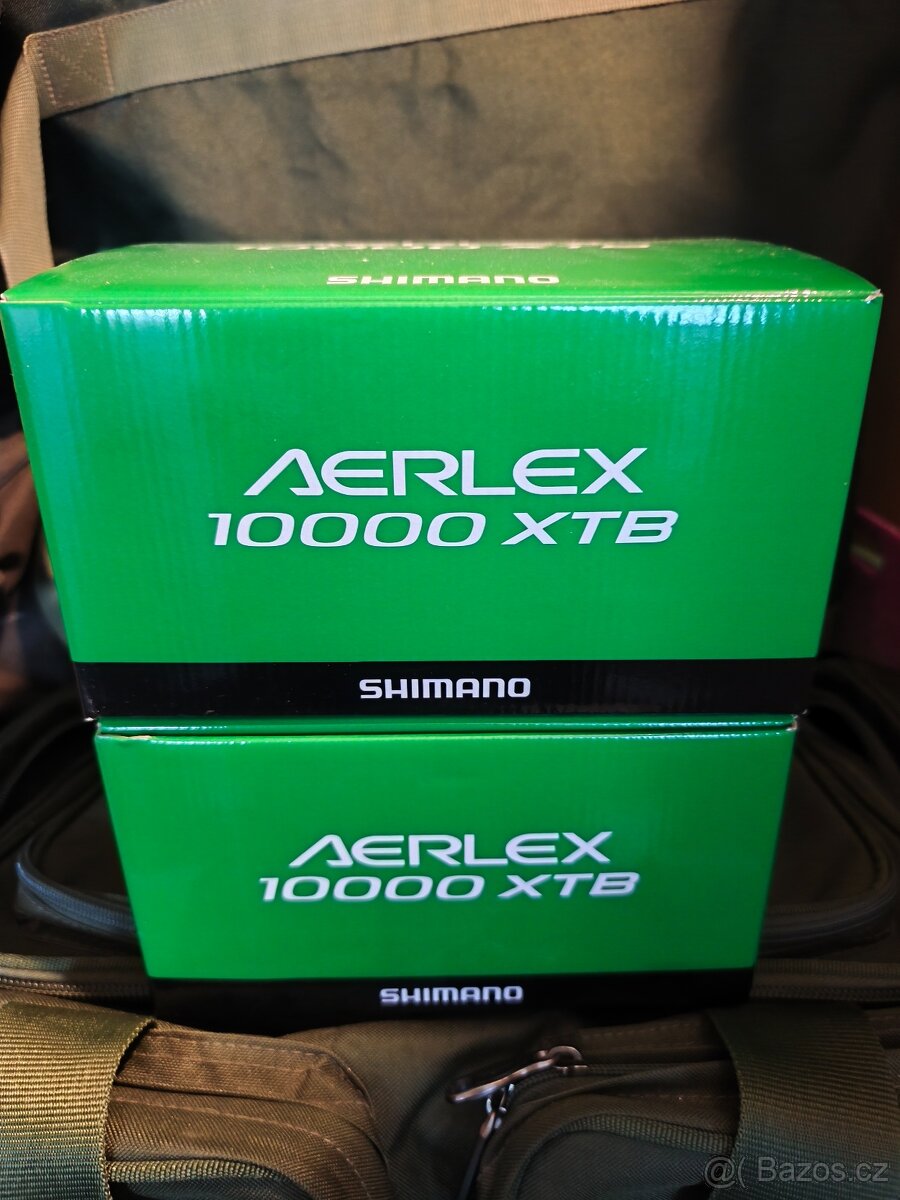 SHIMANO
AERLEX
10000 XTB
SHIMANO
AERLEX
10000 XTB
SHIMANO
@( Bazos.cz